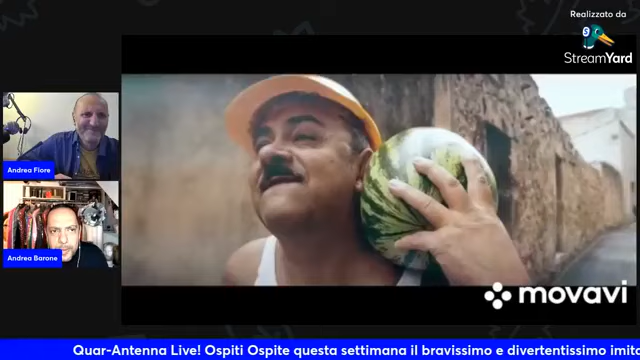 Realizzato da
StreamYard
Andrea Fiore
Andrea Barone
movavi
Quar-Antenna Live! Ospiti Ospite questa settimana il bravissimo e divertentissimo imita